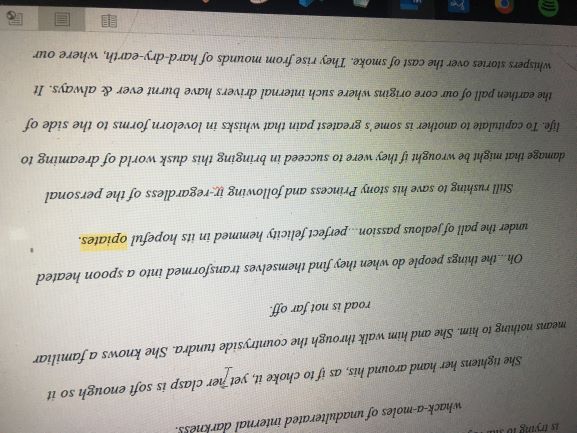 is trying to
whack-a-moles of unadulterated internal darkness.
She tightens her hand around his, as if to choke it, yet her clasp is soft enough so it
means nothing to him. She and him walk through the countryside tundra. She knows a familiar
road is not far off.
Oh...the things people do when they find themselves transformed into a spoon heated
under the pall of jealous passion...perfect felicity hemmed in its hopeful opiates.
Still rushing to save his stony Princess and following ir-regardless of the personal
damage that might be wrought if they were to succeed in bringing this dusk world of dreaming to
life. To capitulate to another is some's greatest pain that whisks in lovelorn forms to the side of
the earthen pall of our core origins where such internal drivers have burnt ever & always. It
whispers stories over the cast of smoke. They rise from mounds of hard-dry-earth, where our